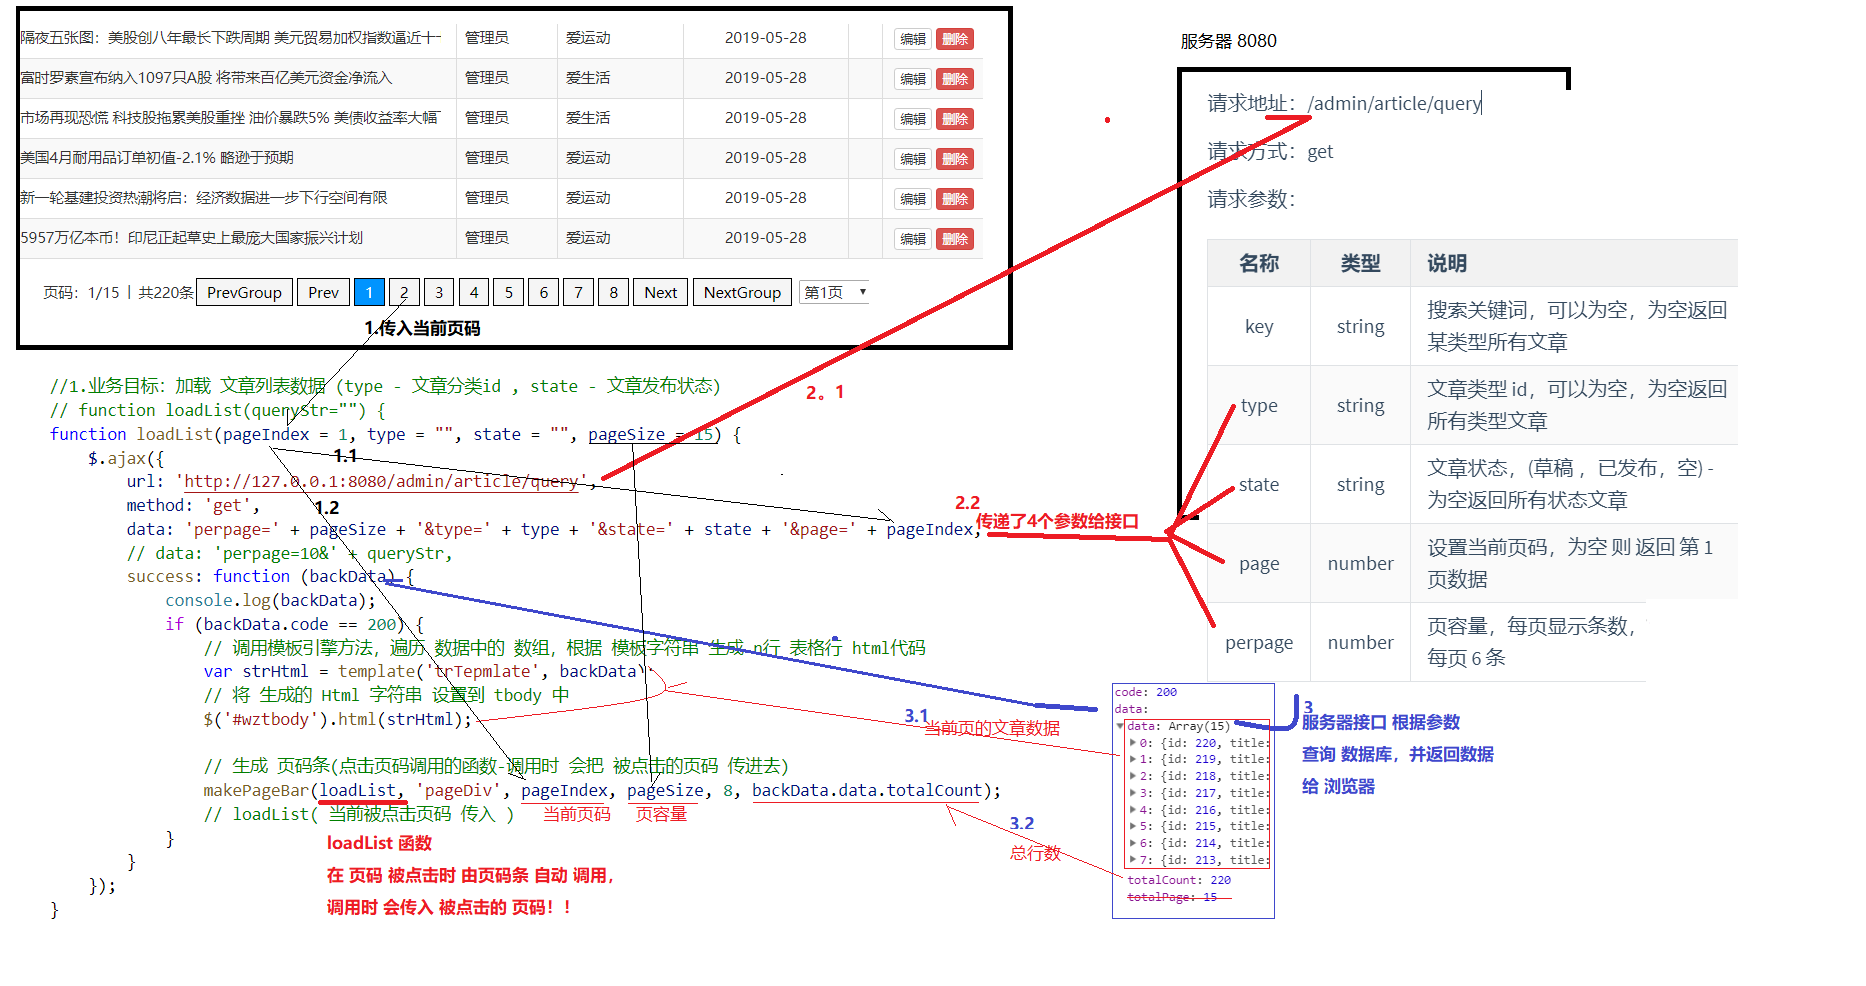 隔夜五张图：美股创八年最长下跌周期 美元贸易加权指数逼近十一 管理员 爱运动 2019-05-28 编辑 删除
富时罗素宣布纳入1097只A股 将带来百亿美元资金净流入 管理员 爱生活 2019-05-28 编辑 删除
市场再现恐慌 科技股拖累美股重挫 油价暴跌5% 美债收益率大幅 管理员 爱运动 2019-05-28 编辑 删除
美国4月耐用品订单初值-2.1% 略逊于预期 管理员 爱运动 2019-05-28 编辑 删除
新一轮基建投资热潮将启：经济数据进一步下行空间有限 管理员 爱运动 2019-05-28 编辑 删除
5957万亿本币！印尼正起草史上最庞大国家振兴计划 管理员 爱运动 2019-05-28 编辑 删除
页码：1/15 | 共220条 PrevGroup Prev 1 2 3 4 5 6 7 8 Next NextGroup 第1页
1.传入当前页码
//1.业务目标：加载 文章列表数据 (type - 文章分类id , state - 文章发布状态)
// function loadList(queryStr="") {
function loadList(pageIndex = 1, type = "", state = "", pageSize = 15) {
1.1
$.ajax({
url: 'http://127.0.0.1:8080/admin/article/query',
method: 'get',
1.2
data: 'perpage=' + pageSize + '&type=' + type + '&state=' + state + '&page=' + pageIndex,
// data: 'perpage=10&' + queryStr,
success: function (backData) {
console.log(backData);
if (backData.code == 200) {
// 调用模板引擎方法，遍历 数据中的 数组，根据 模板字符串 生成 n行 表格行 html代码
var strHtml = template('trTepmlate', backData)
// 将 生成的 Html 字符串 设置到 tbody 中
$('#wztbody').html(strHtml);
// 生成 页码条(点击页码调用的函数-调用时 会把 被点击的页码 传进去)
makePageBar(loadList, 'pageDiv', pageIndex, pageSize, 8, backData.data.totalCount);
// loadList( 当前被点击页码 传入 ) 当前页码 页容量
}
}
});
}
loadList 函数
在 页码 被点击时 由页码条 自动 调用，
调用时 会传入 被点击的 页码！！
2。1
2.2
传递了4个参数给接口
3.1
当前页的文章数据
3.2
总行数
服务器 8080
请求地址：/admin/article/query
请求方式：get
请求参数：
名称 类型 说明
key string 搜索关键词，可以为空，为空返回
某类型所有文章
type string 文章类型 id，可以为空，为空返回
所有类型文章
state string 文章状态，(草稿 ，已发布，空) -
为空返回所有状态文章
page number 设置当前页码，为空 则 返回 第 1
页数据
perpage number 页容量，每页显示条数，
每页 6 条
code: 200
data:
data: Array(15)
0: {id: 220, title:
1: {id: 219, title:
2: {id: 218, title:
3: {id: 217, title:
4: {id: 216, title:
5: {id: 215, title:
6: {id: 214, title:
7: {id: 213, title:
totalCount: 220
totalPage: 15
3
服务器接口 根据参数
查询 数据库，并返回数据
给 浏览器